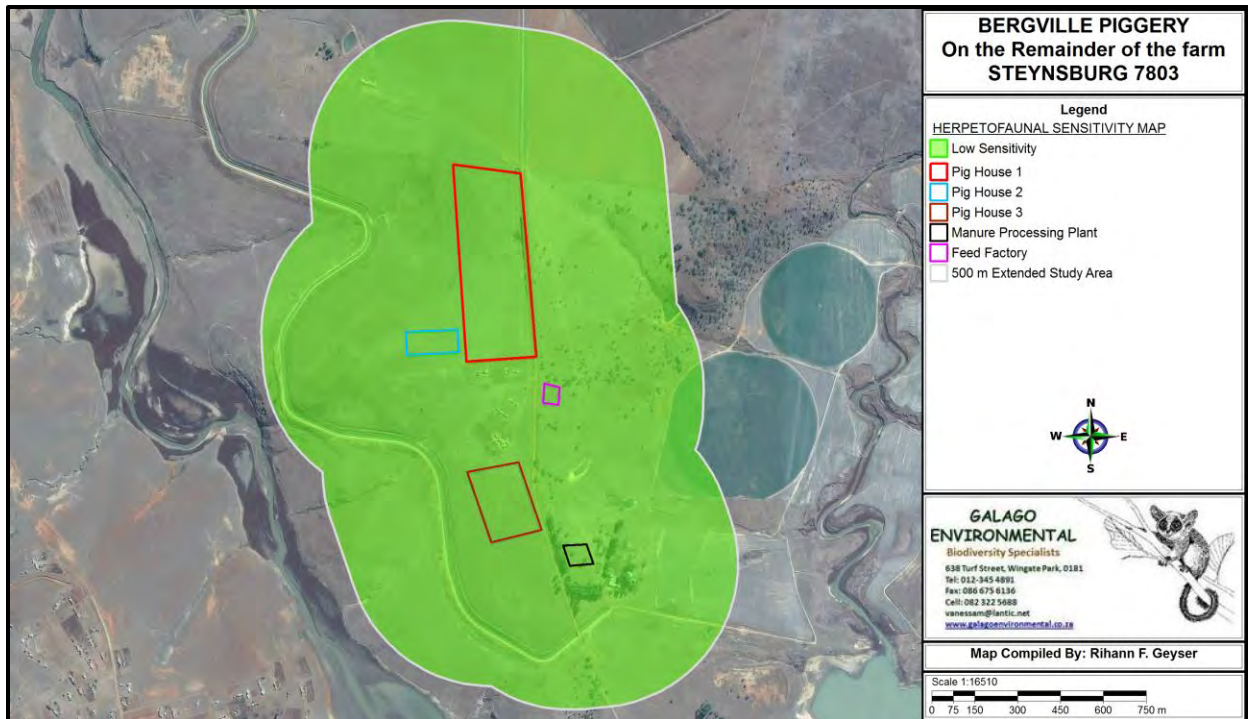 BERGVILLE PIGGERY
On the Remainder of the farm
STEYNSBURG 7803
Legend
HERPETOFAUNAL SENSITIVITY MAP
Low Sensitivity
Pig House 1
Pig House 2
Pig House 3
Manure Processing Plant
Feed Factory
500 m Extended Study Area
N
W E
S
GALAGO
ENVIRONMENTAL
Biodiversity Specialists
638 Turf Street, Wingate Park, 0181
Tel: 012-345 4891
Fax: 086 675 6136
Cell: 082 322 5688
vanessam@lantic.net
www.galagoenvironmental.co.za
Map Compiled By: Rihann F. Geyser
Scale 1:16510
0 75 150 300 450 600 750 m